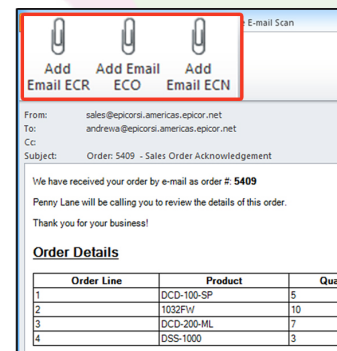 E-mail Scan
Add Email ECR
Add Email ECO
Add Email ECN
From: sales@epicorsi.americas.epicor.net
To: andrewa@epicorsi.americas.epicor.net
Cc:
Subject: Order: 5409 - Sales Order Acknowledgement
We have received your order by e-mail as order #: 5409
Penny Lane will be calling you to review the details of this order.
Thank you for your business!
Order Details
Order Line Product
1 DCD-100-SP 5
2 1032FW 10
3 DCD-200-ML 7
4 DSS-1000 3